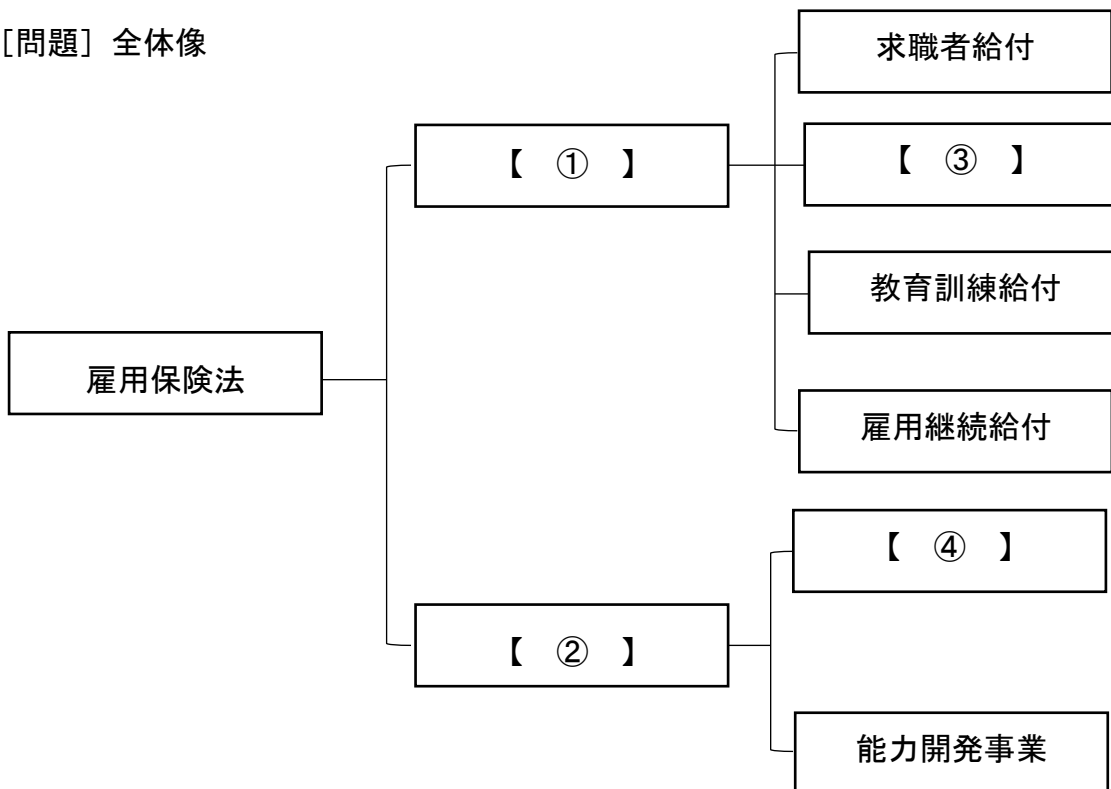 ［問題］全体像
求職者給付
【　①　】
【　③　】
教育訓練給付
雇用保険法
雇用継続給付
【　④　】
【　②　】
能力開発事業